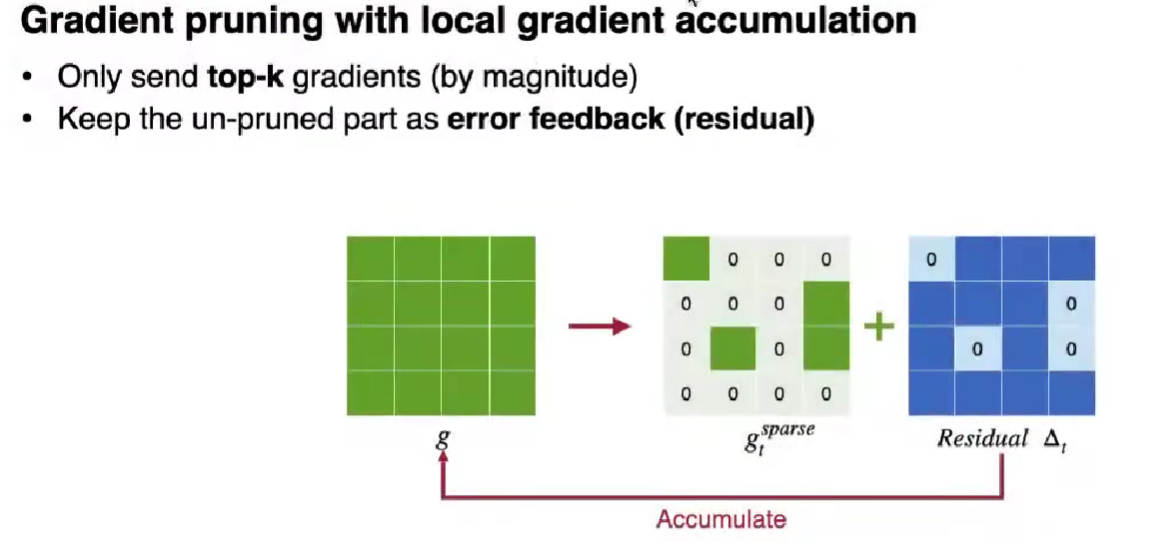 Gradient pruning with local gradient accumulation
• Only send top-k gradients (by magnitude)
• Keep the un-pruned part as error feedback (residual)
0 0 0 0
0 0 0 0
0 0 0 0
0 0 0 0
g g_t^sparse Residual Δ_t
Accumulate